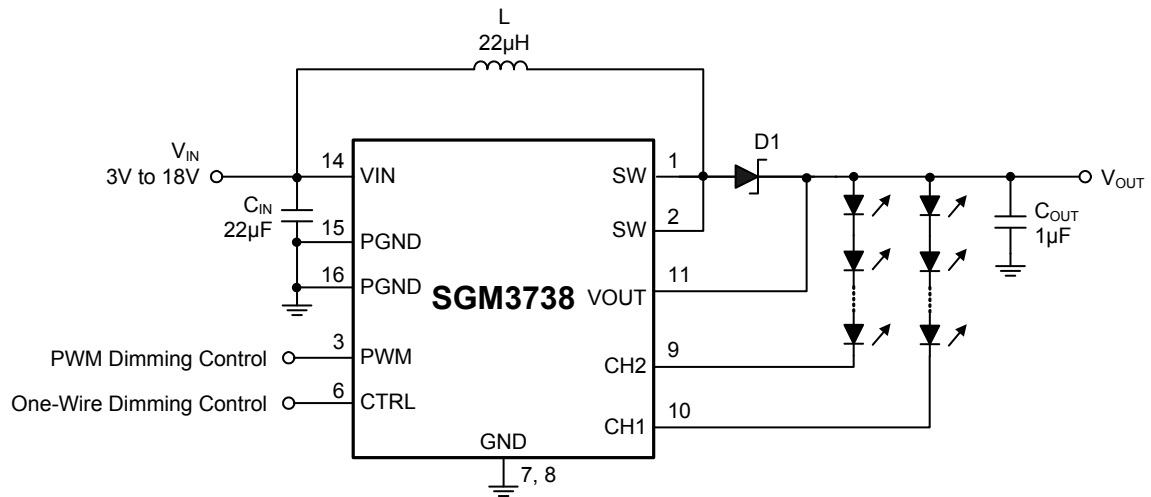 L
22µH
V_IN
3V to 18V
C_IN
22µF
14
VIN
15
PGND
16
PGND
3
PWM
PWM Dimming Control
6
CTRL
One-Wire Dimming Control
SGM3738
SW
1
SW
2
VOUT
11
CH2
9
CH1
10
GND
7, 8
D1
V_OUT
C_OUT
1µF